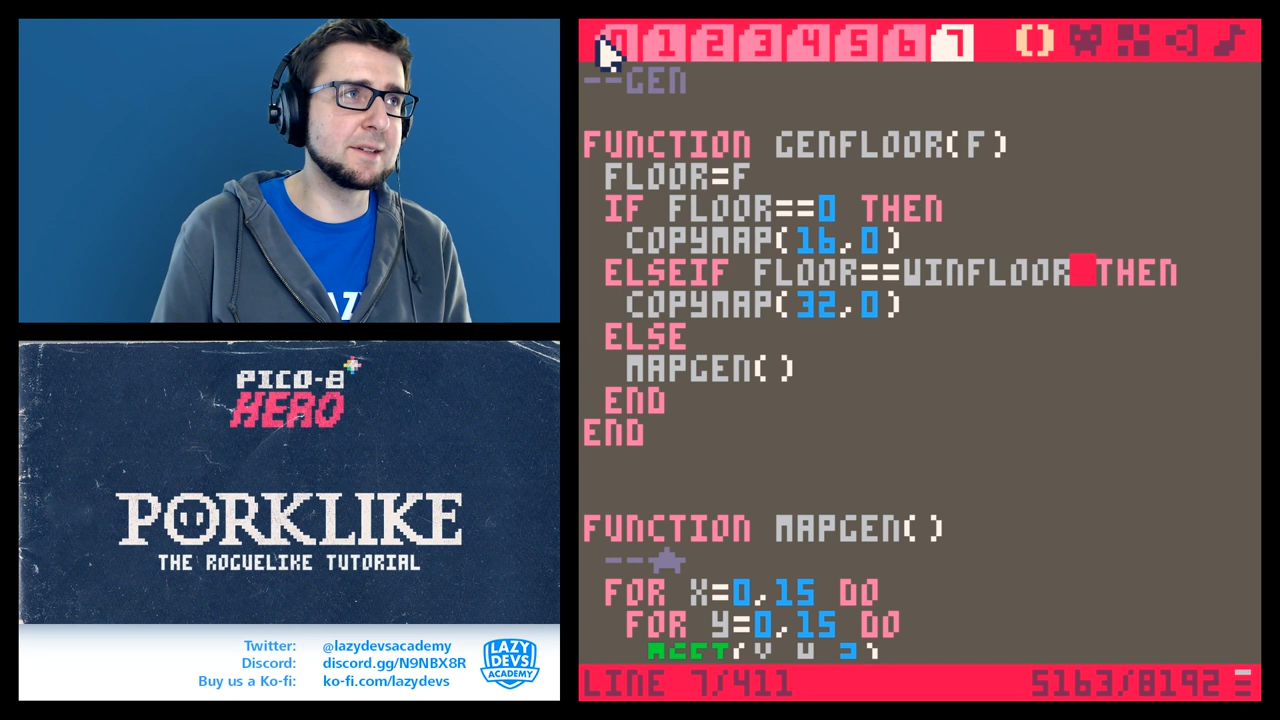 LAZ
PICO-8
HERO
PORKLIKE
THE ROGUELIKE TUTORIAL
Twitter: @lazydevsacademy
Discord: discord.gg/N9NBX8R
Buy us a Ko-fi: ko-fi.com/lazydevs
LAZY
DEVS
ACADEMY
1 2 3 4 5 6 7
--GEN
FUNCTION GENFLOOR(F)
FLOOR=F
IF FLOOR==0 THEN
COPYMAP(16,0)
ELSEIF FLOOR==WINFLOOR THEN
COPYMAP(32,0)
ELSE
MAPGEN()
END
END
FUNCTION MAPGEN()
--
FOR X=0,15 DO
FOR Y=0,15 DO
LINE 7/411
5163/8192